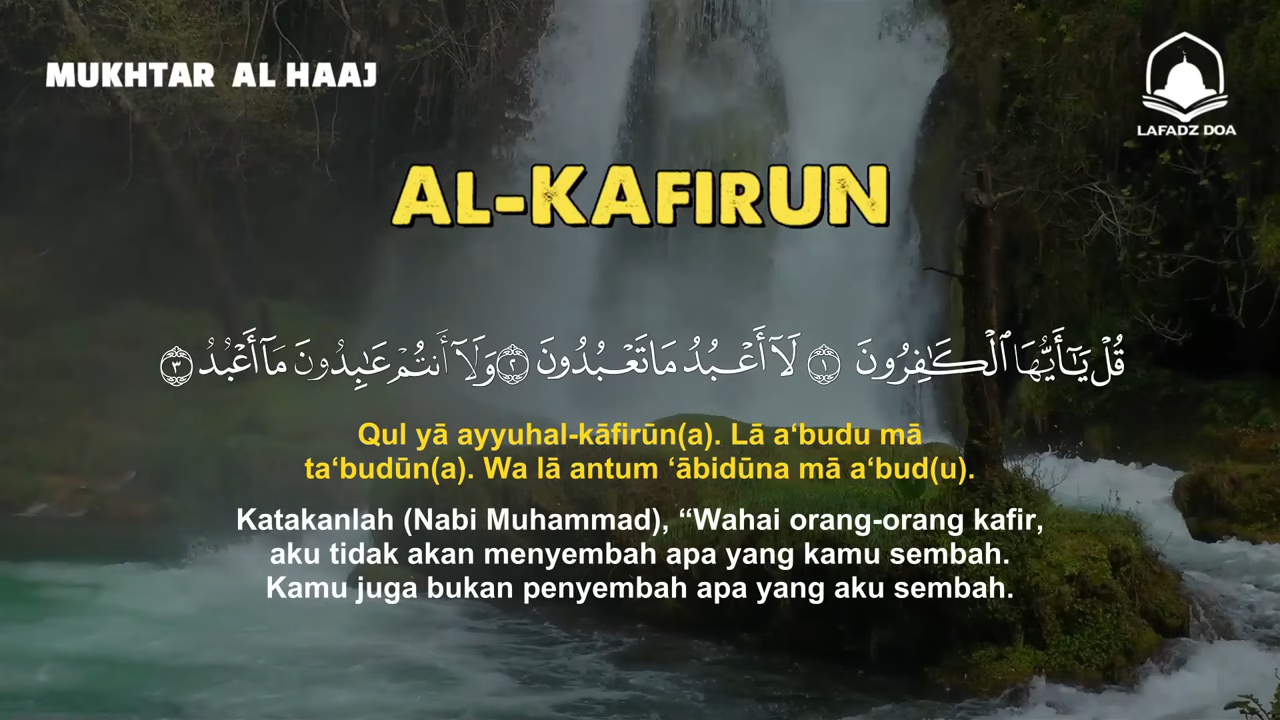 MUKHTAR AL HAAJ
LAFADZ DOA
AL-KAFIRUN
قُلْ يَٰٓأَيُّهَا ٱلْكَٰفِرُونَ ١ لَآ أَعْبُدُ مَا تَعْبُدُونَ ٢ وَلَآ أَنتُمْ عَٰبِدُونَ مَآ أَعْبُدُ ٣
Qul yā ayyuhal-kāfirūn(a). Lā a‘budu mā
ta‘budūn(a). Wa lā antum ‘ābidūna mā a‘bud(u).
Katakanlah (Nabi Muhammad), “Wahai orang-orang kafir,
aku tidak akan menyembah apa yang kamu sembah.
Kamu juga bukan penyembah apa yang aku sembah.